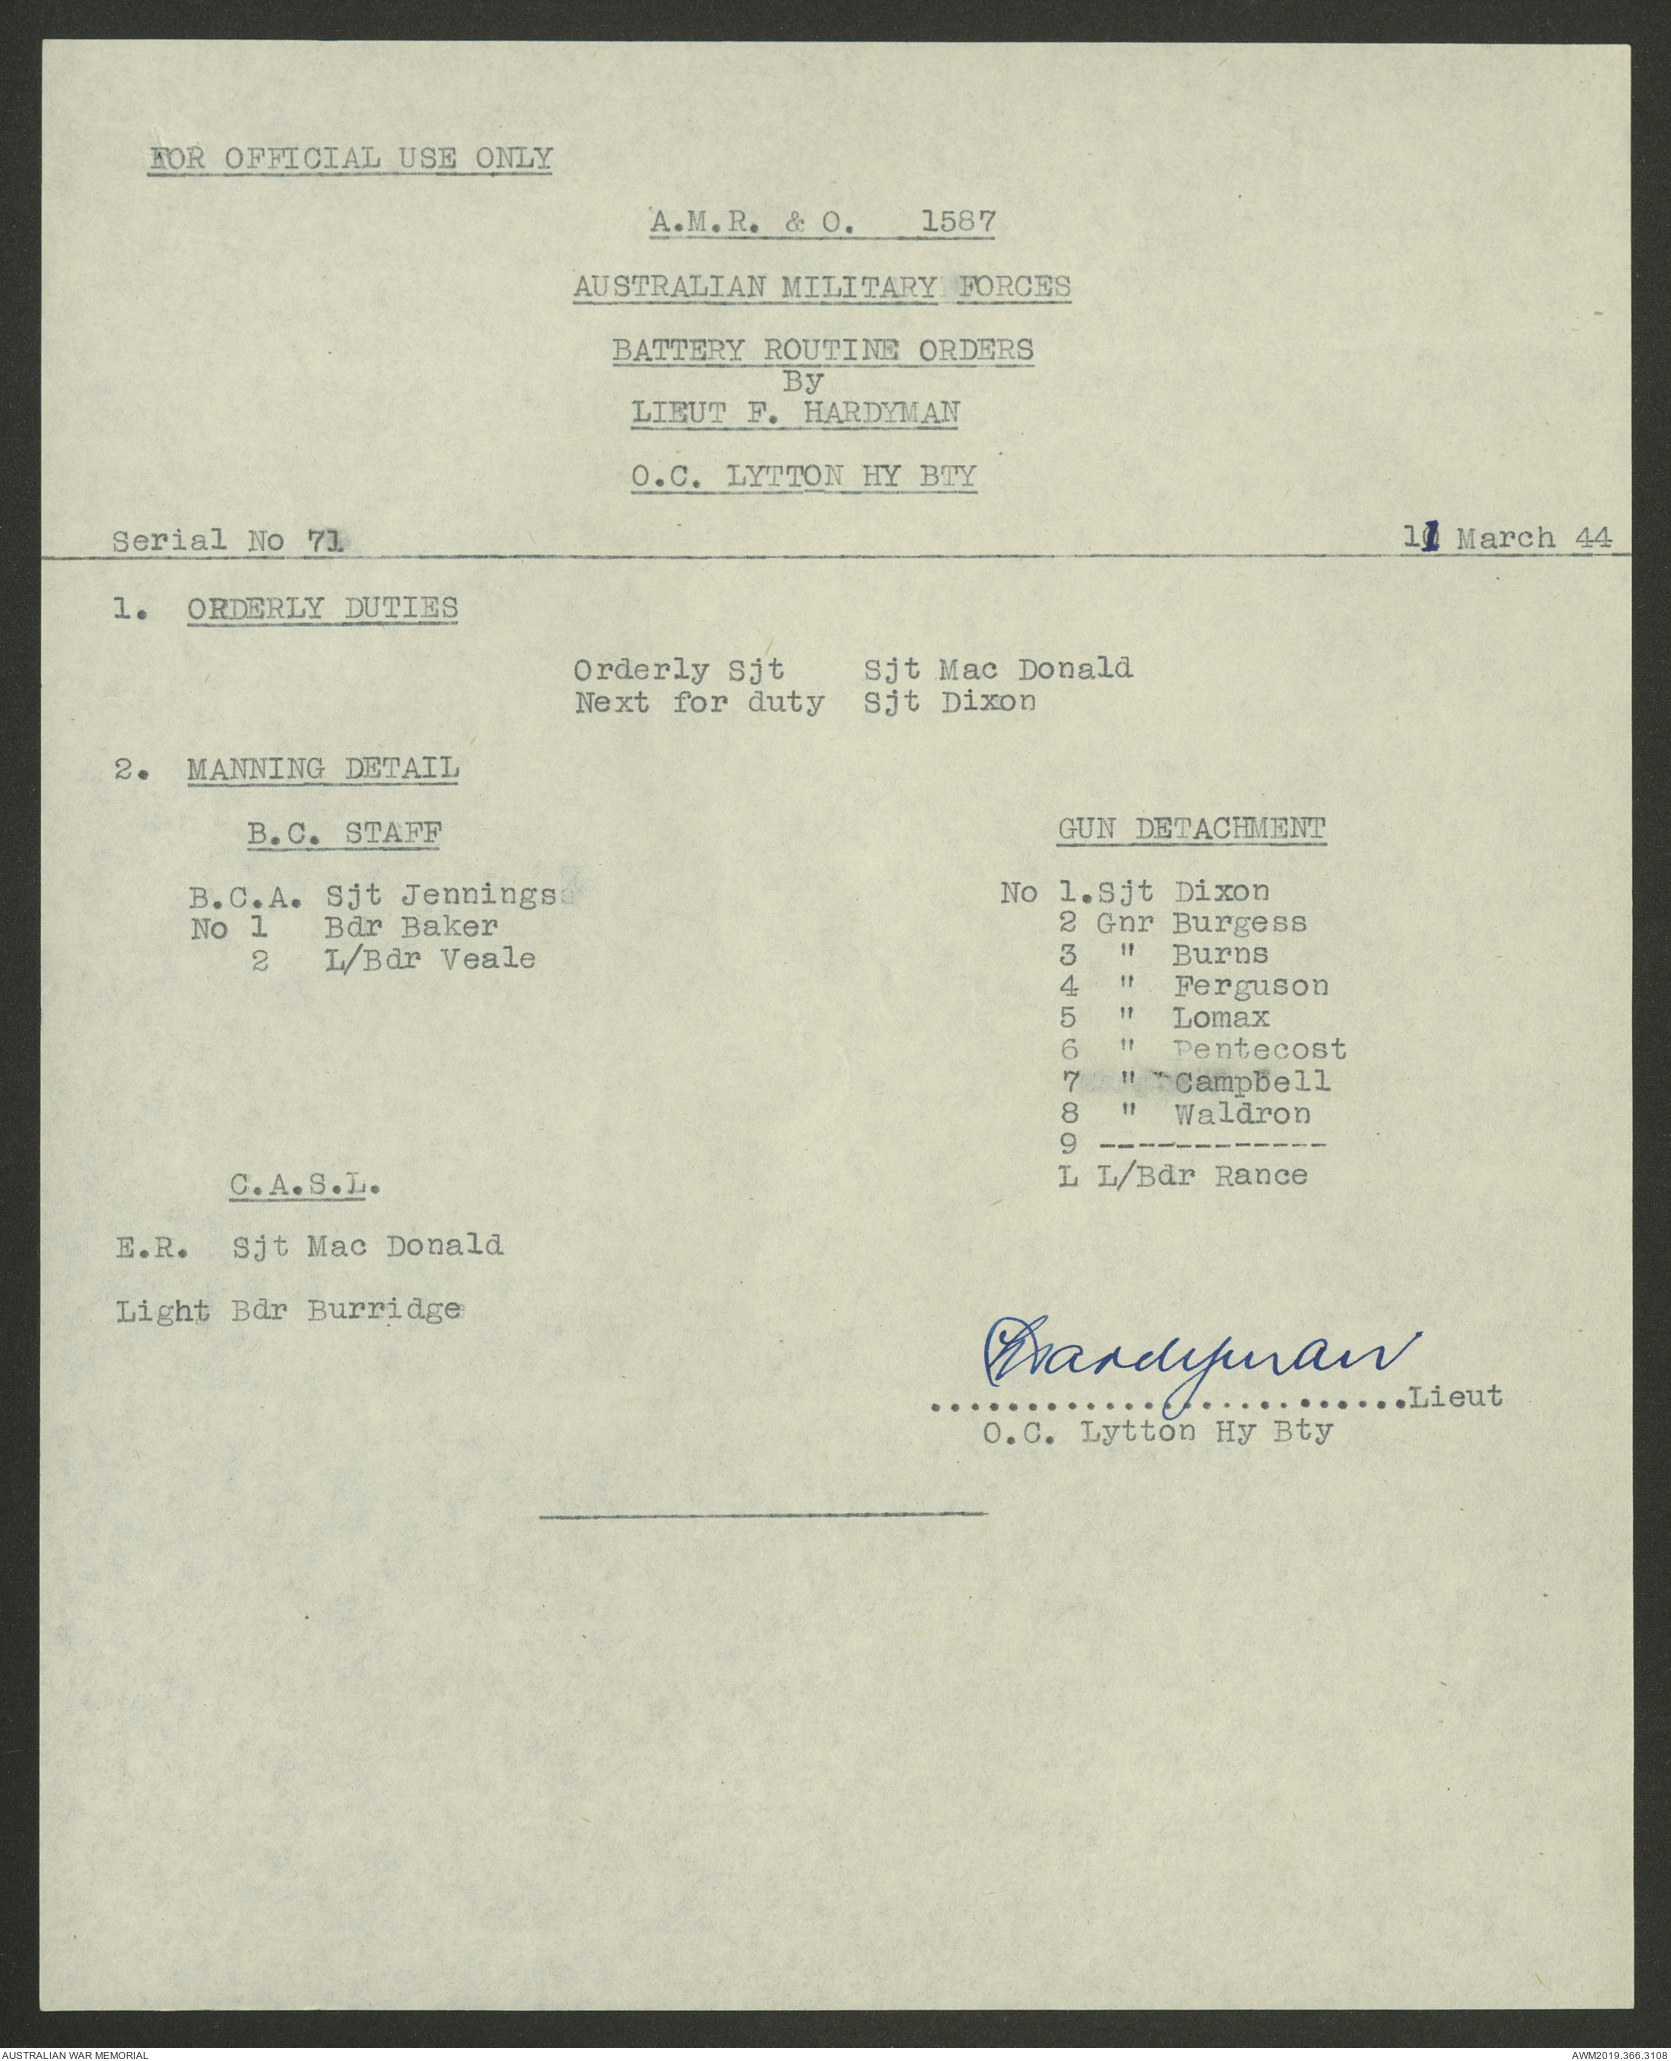 FOR OFFICIAL USE ONLY
A.M.R. & O. 1587
AUSTRALIAN MILITARY FORCES
BATTERY ROUTINE ORDERS
By
LIEUT F. HARDYMAN
O.C. LYTTON HY BTY
Serial No 71 11 March 44
1. ORDERLY DUTIES
Orderly Sjt Sjt Mac Donald
Next for duty Sjt Dixon
2. MANNING DETAIL
B.C. STAFF
B.C.A. Sjt Jennings
No 1 Bdr Baker
2 L/Bdr Veale
GUN DETACHMENT
No 1.Sjt Dixon
2 Gnr Burgess
3 " Burns
4 " Ferguson
5 " Lomax
6 " Pentecost
7 " Campbell
8 " Waldron
9 ------------
L L/Bdr Rance
C.A.S.L.
E.R. Sjt Mac Donald
Light Bdr Burridge
Hardyman
.........................Lieut
O.C. Lytton Hy Bty
AUSTRALIAN WAR MEMORIAL
AWM2019.366.3108